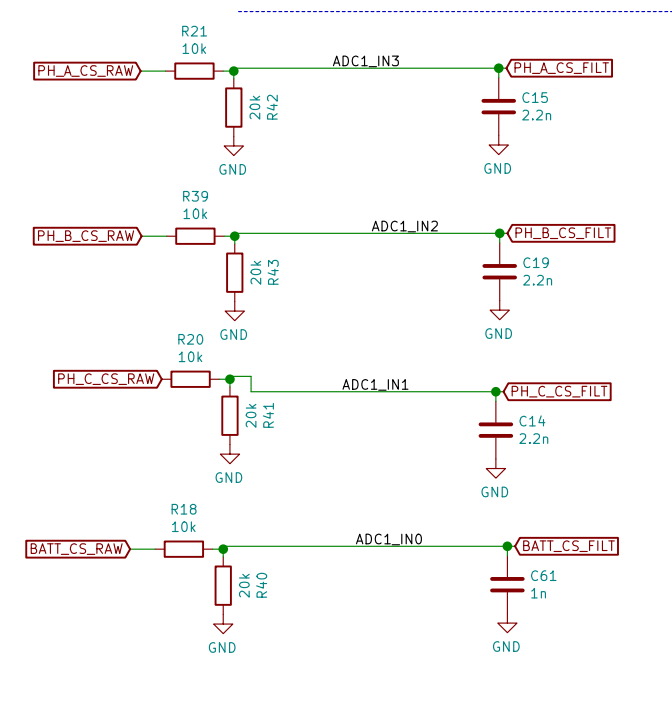 R21
10k
PH_A_CS_RAW
ADC1_IN3
PH_A_CS_FILT
20k
R42
C15
2.2n
GND
GND
R39
10k
PH_B_CS_RAW
ADC1_IN2
PH_B_CS_FILT
20k
R43
C19
2.2n
GND
GND
R20
10k
PH_C_CS_RAW
ADC1_IN1
PH_C_CS_FILT
20k
R41
C14
2.2n
GND
GND
R18
10k
BATT_CS_RAW
ADC1_IN0
BATT_CS_FILT
20k
R40
C61
1n
GND
GND